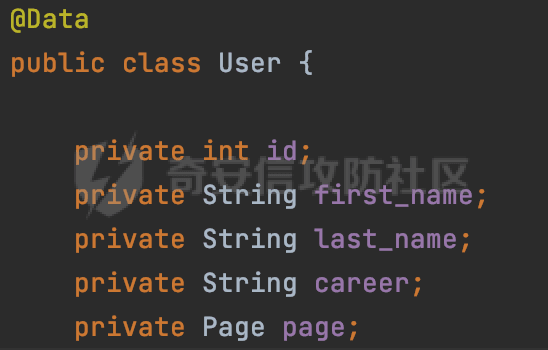 @Data
public class User {
private int id;
奇安信攻防社区
private String first_name;
private String last_name;
private String career;
private Page page;